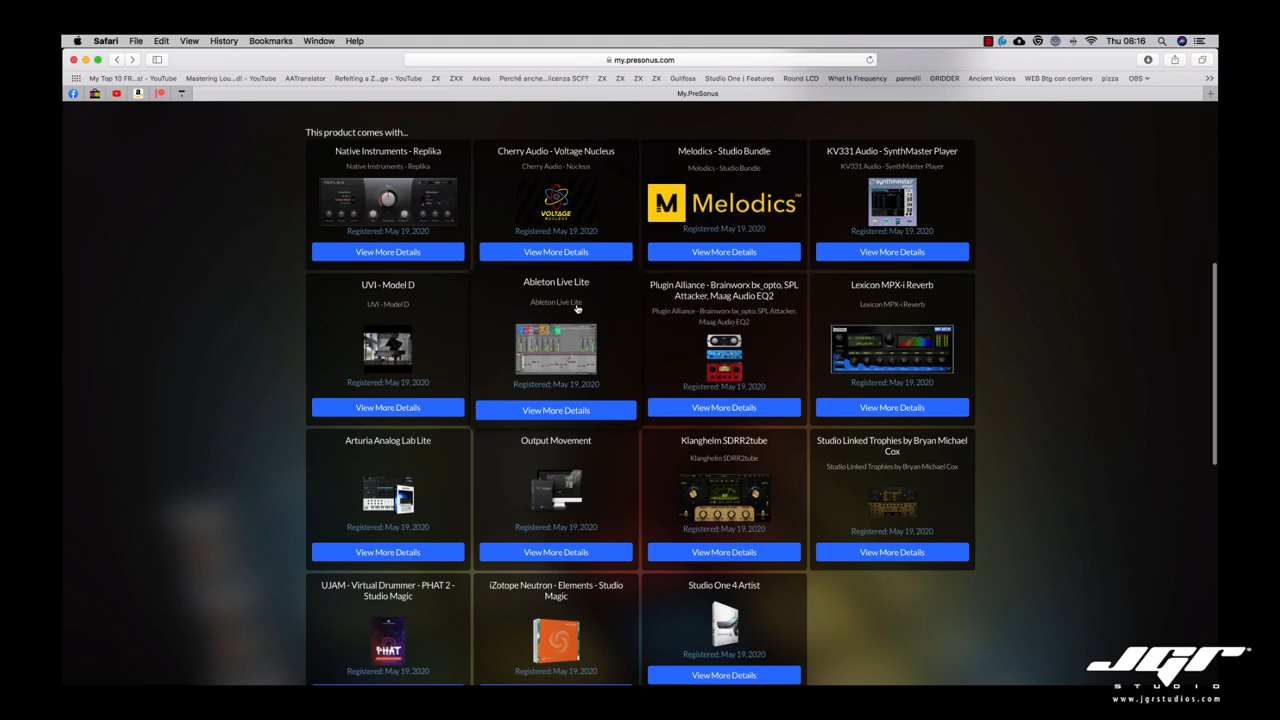 Safari File Edit View History Bookmarks Window Help
Thu 08:16
my.presonus.com
My Top 10 FR...s! - YouTube
Mastering Lou...d! - YouTube
AATranslator
Refelting a Z...ge - YouTube
ZX
ZXX
Arkos
Perché anche...licenza SCF?
ZX
ZX
ZX
ZX
Gulfoss
Studio One | Features
Round LCD
What Is Frequency
pannelli
GRIDDER
Ancient Voices
WEB Btg con corriere
pizza
OBS
My.PreSonus
This product comes with...
Native Instruments - Replika
Native Instruments - Replika
REPLIKA
Registered: May 19, 2020
View More Details
Cherry Audio - Voltage Nucleus
Cherry Audio - Nucleus
VOLTAGE
NUCLEUS
Registered: May 19, 2020
View More Details
Melodics - Studio Bundle
Melodics - Studio Bundle
M Melodics™
Registered: May 19, 2020
View More Details
KV331 Audio - SynthMaster Player
KV331 Audio - SynthMaster Player
synthmaster
Registered: May 19, 2020
View More Details
UVI - Model D
UVI - Model D
Registered: May 19, 2020
View More Details
Ableton Live Lite
Ableton Live Lite
Registered: May 19, 2020
View More Details
Plugin Alliance - Brainworx bx_opto, SPL
Attacker, Maag Audio EQ2
Plugin Alliance - Brainworx bx_opto, SPL Attacker,
Maag Audio EQ2
Registered: May 19, 2020
View More Details
Lexicon MPX-i Reverb
Lexicon MPX-i Reverb
Registered: May 19, 2020
View More Details
Arturia Analog Lab Lite
Registered: May 19, 2020
View More Details
Output Movement
Registered: May 19, 2020
View More Details
Klanghelm SDRR2tube
Klanghelm SDRR2tube
Registered: May 19, 2020
View More Details
Studio Linked Trophies by Bryan Michael
Cox
Studio Linked Trophies by Bryan Michael Cox
Registered: May 19, 2020
View More Details
UJAM - Virtual Drummer - PHAT 2 -
Studio Magic
PHAT
Registered: May 19, 2020
iZotope Neutron - Elements - Studio
Magic
Registered: May 19, 2020
Studio One 4 Artist
Registered: May 19, 2020
View More Details
JGR
STUDIO
www.jgrstudios.com